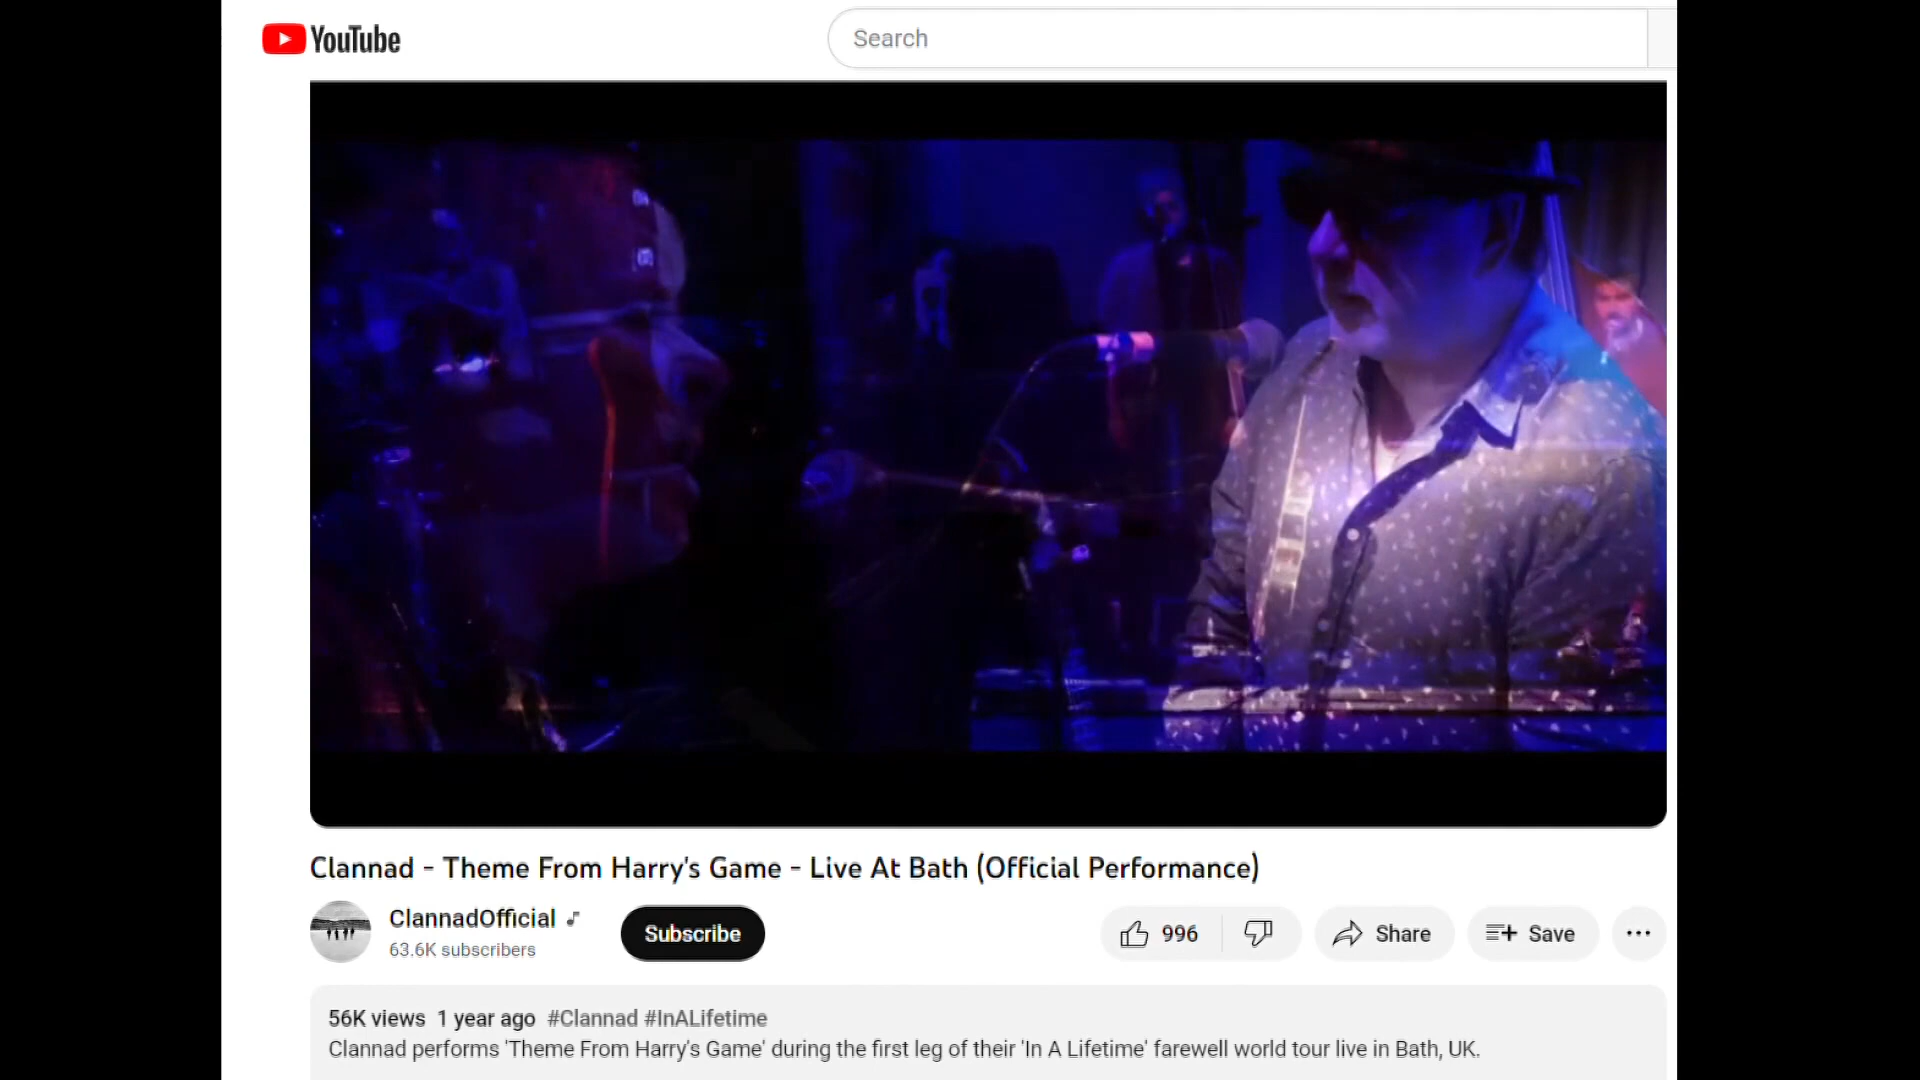 YouTube
Search
Clannad - Theme From Harry's Game - Live At Bath (Official Performance)
ClannadOfficial
63.6K subscribers
Subscribe
996
Share
Save
56K views 1 year ago #Clannad #InALifetime
Clannad performs 'Theme From Harry's Game' during the first leg of their 'In A Lifetime' farewell world tour live in Bath, UK.